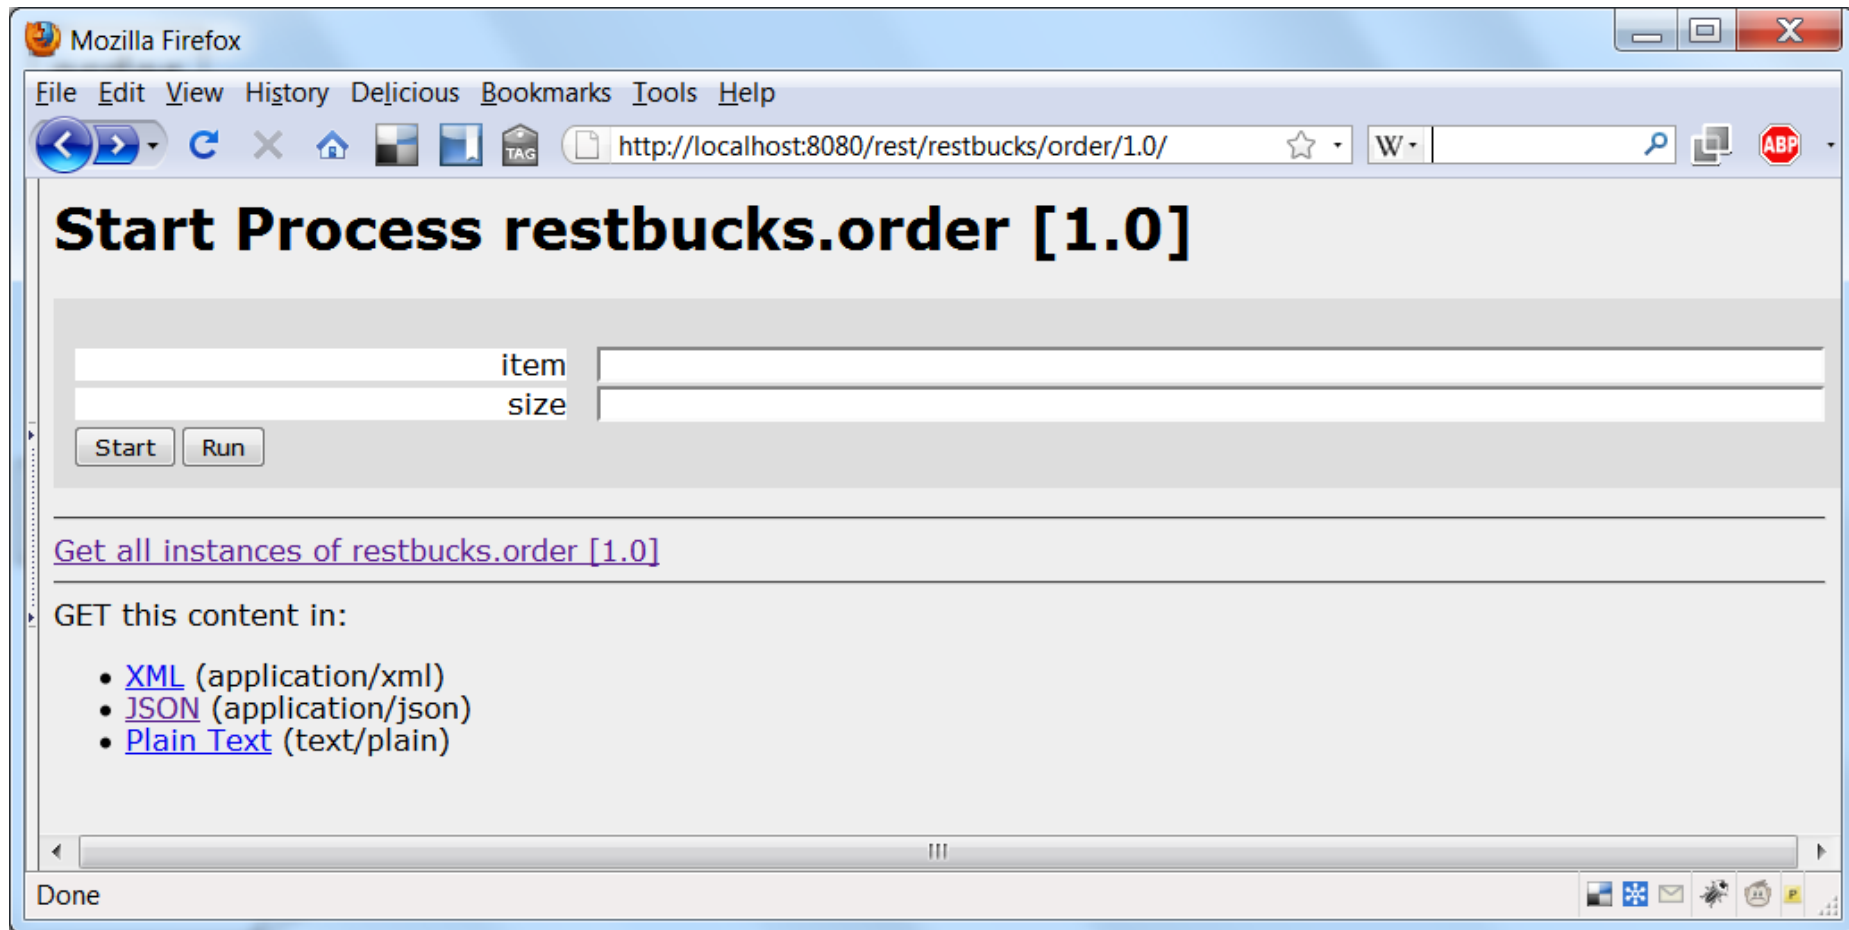 Mozilla Firefox
File Edit View History Delicious Bookmarks Tools Help
TAG http://localhost:8080/rest/restbucks/order/1.0/ W ABP
Start Process restbucks.order [1.0]
item
size
Start Run
Get all instances of restbucks.order [1.0]
GET this content in:
• XML (application/xml)
• JSON (application/json)
• Plain Text (text/plain)
Done P